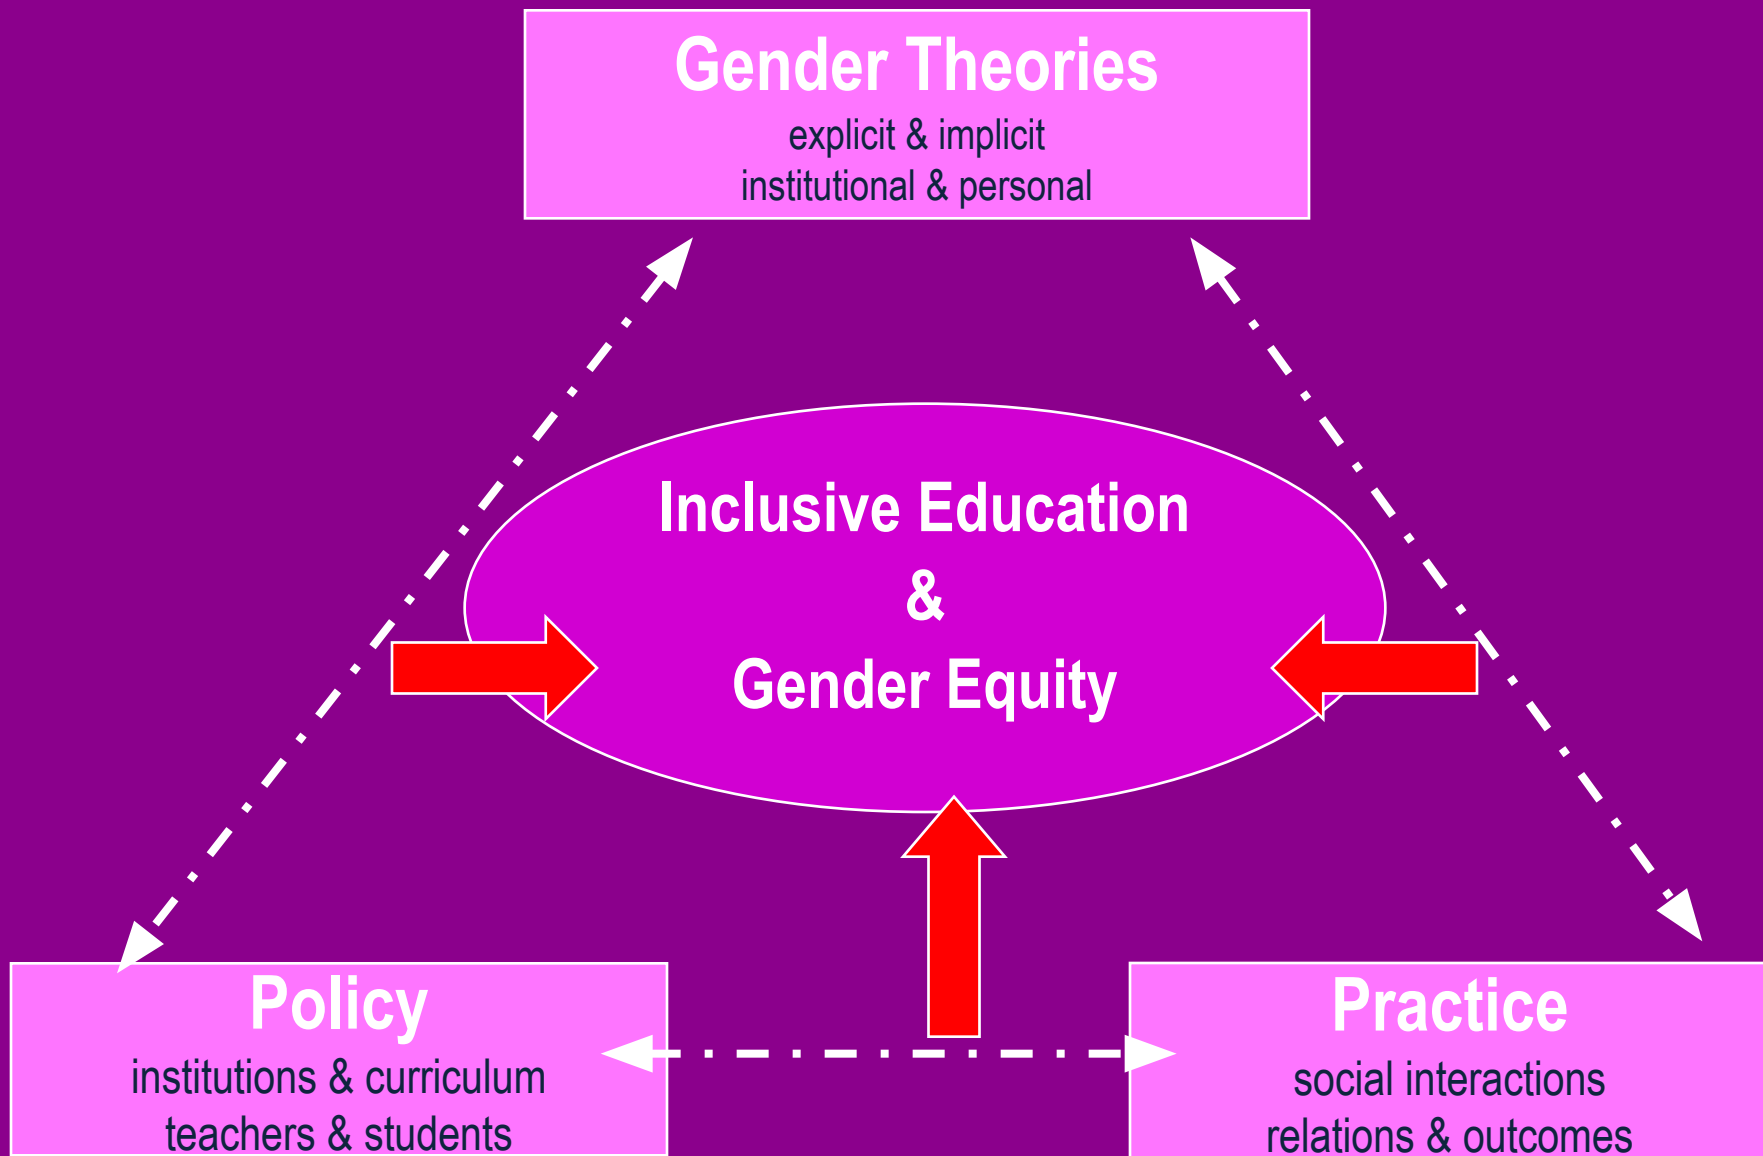 Gender Theories
explicit & implicit
institutional & personal
Inclusive Education
&
Gender Equity
Policy
institutions & curriculum
teachers & students
Practice
social interactions
relations & outcomes